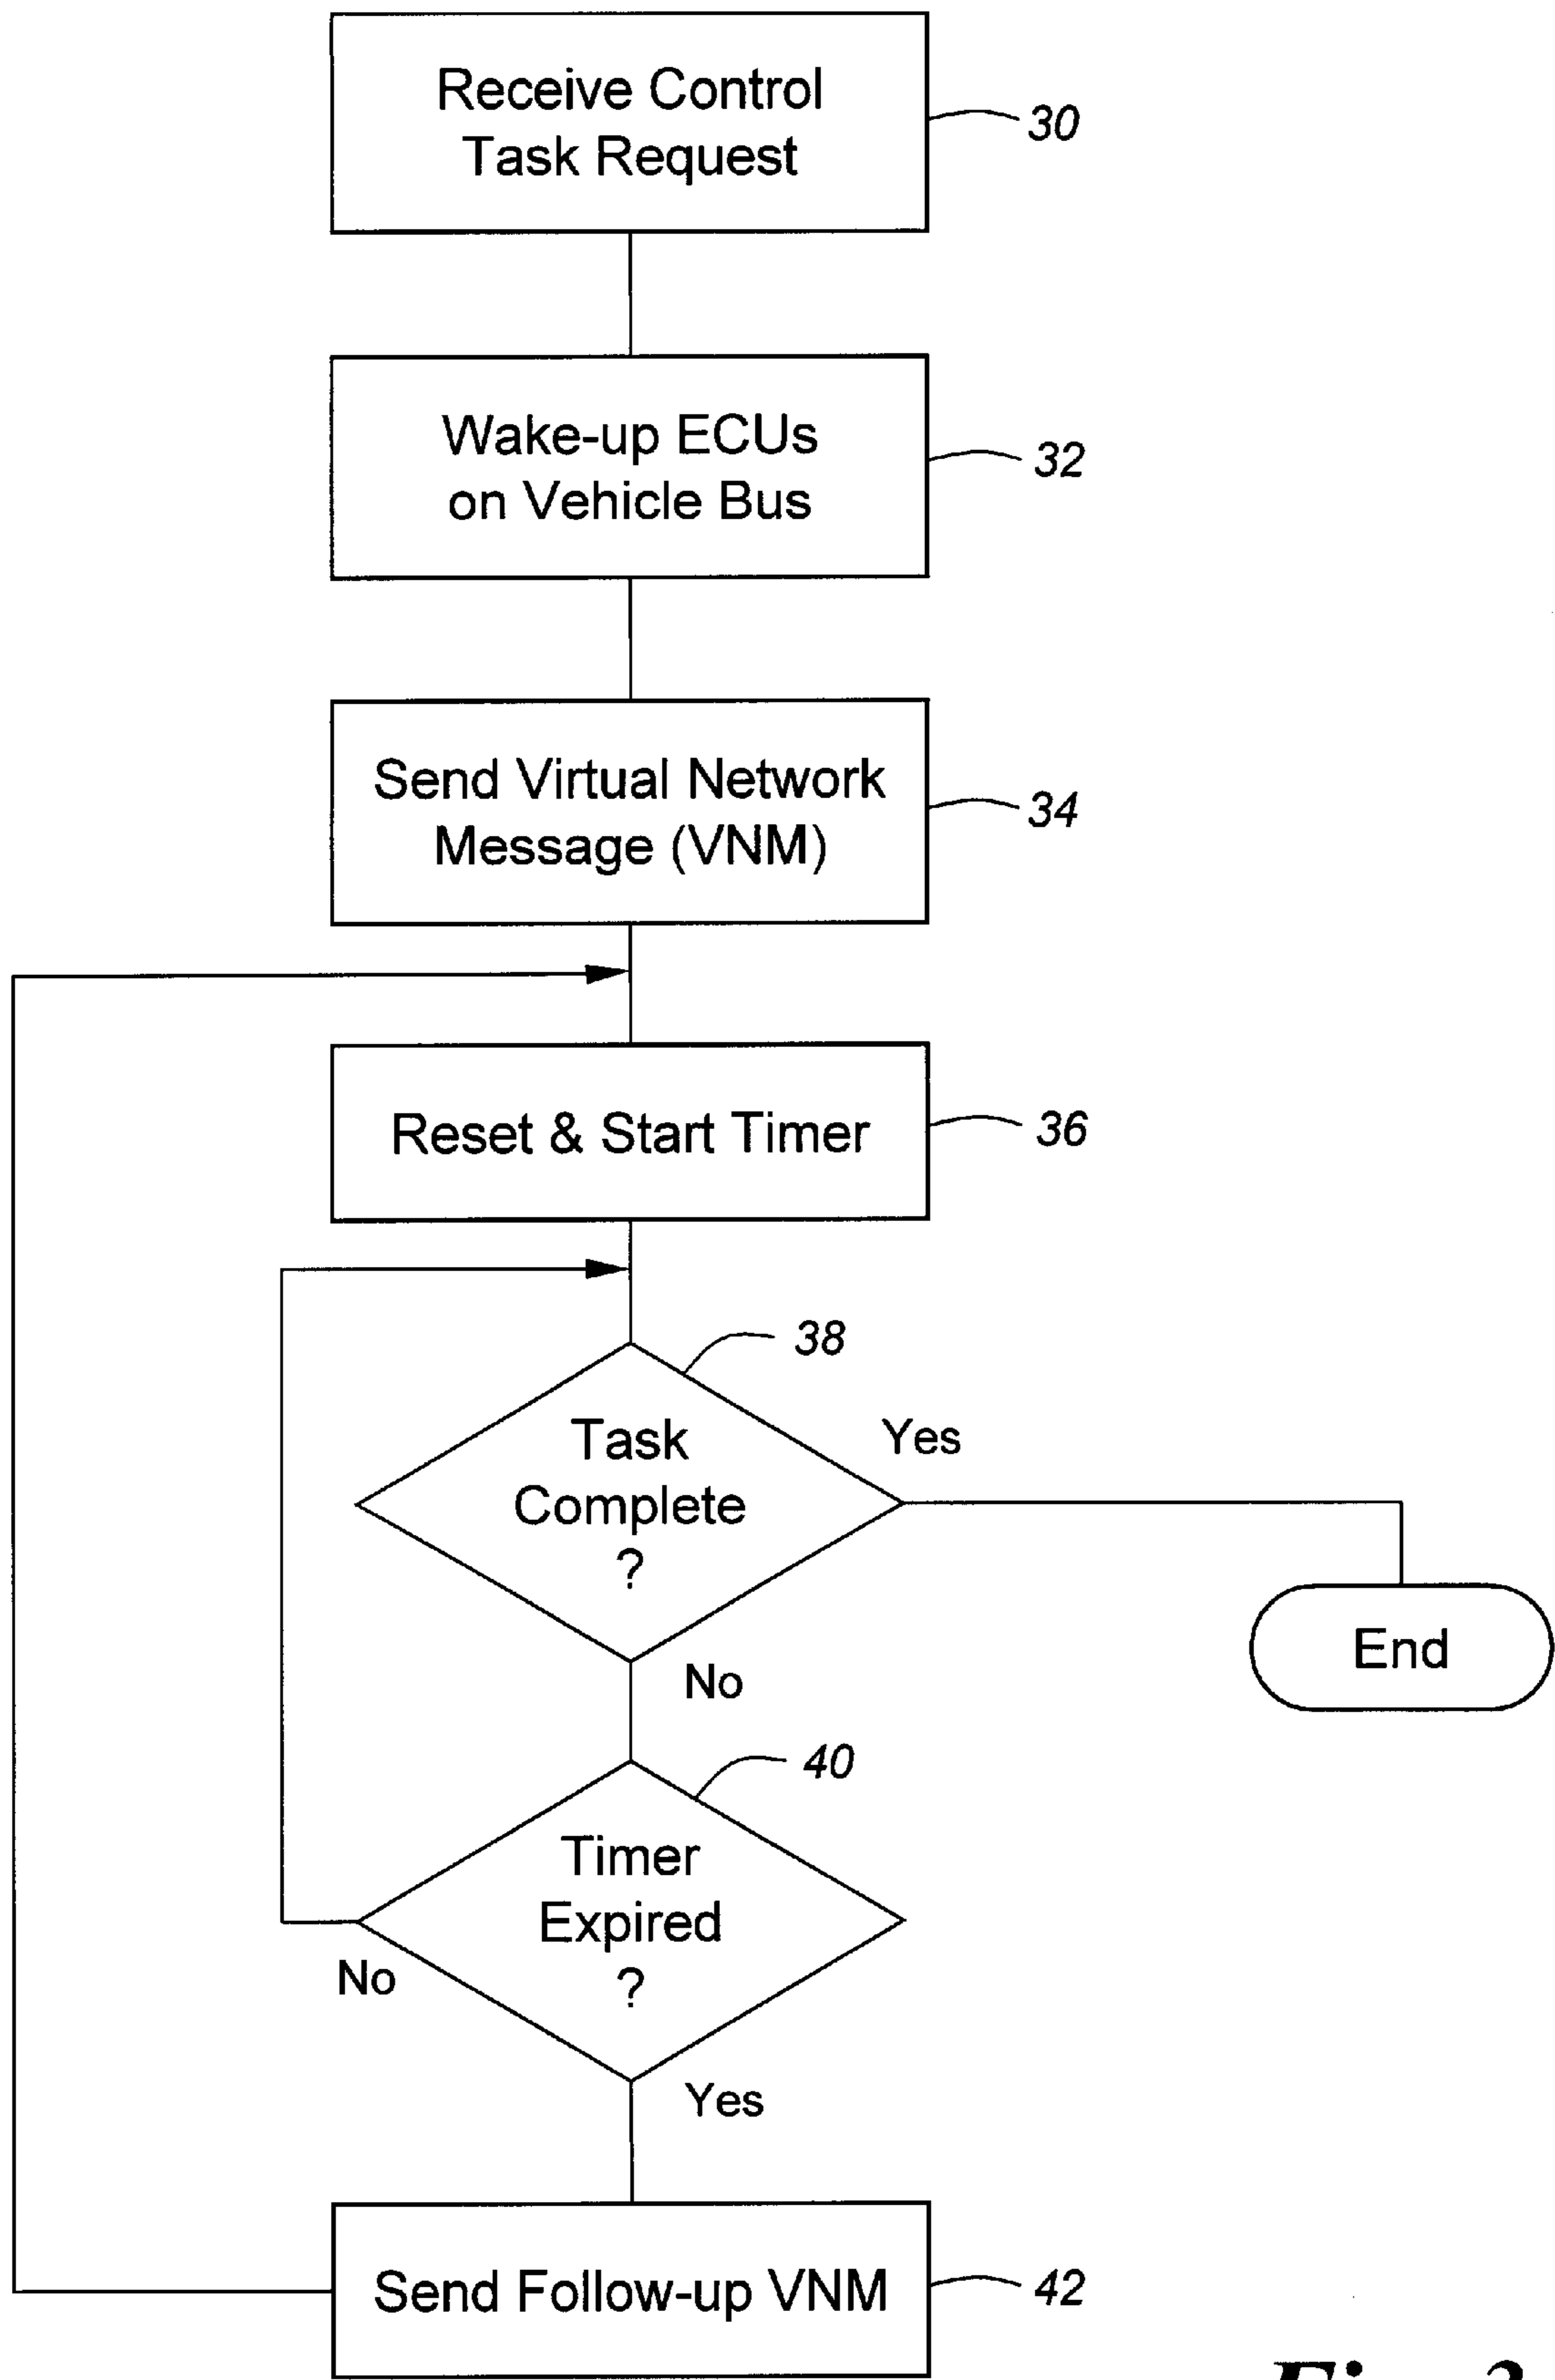 Receive Control
Task Request
30
Wake-up ECUs
on Vehicle Bus
32
Send Virtual Network
Message (VNM)
34
Reset & Start Timer
36
38
Task
Complete
?
Yes
No
End
40
Timer
Expired
?
No
Yes
Send Follow-up VNM
42